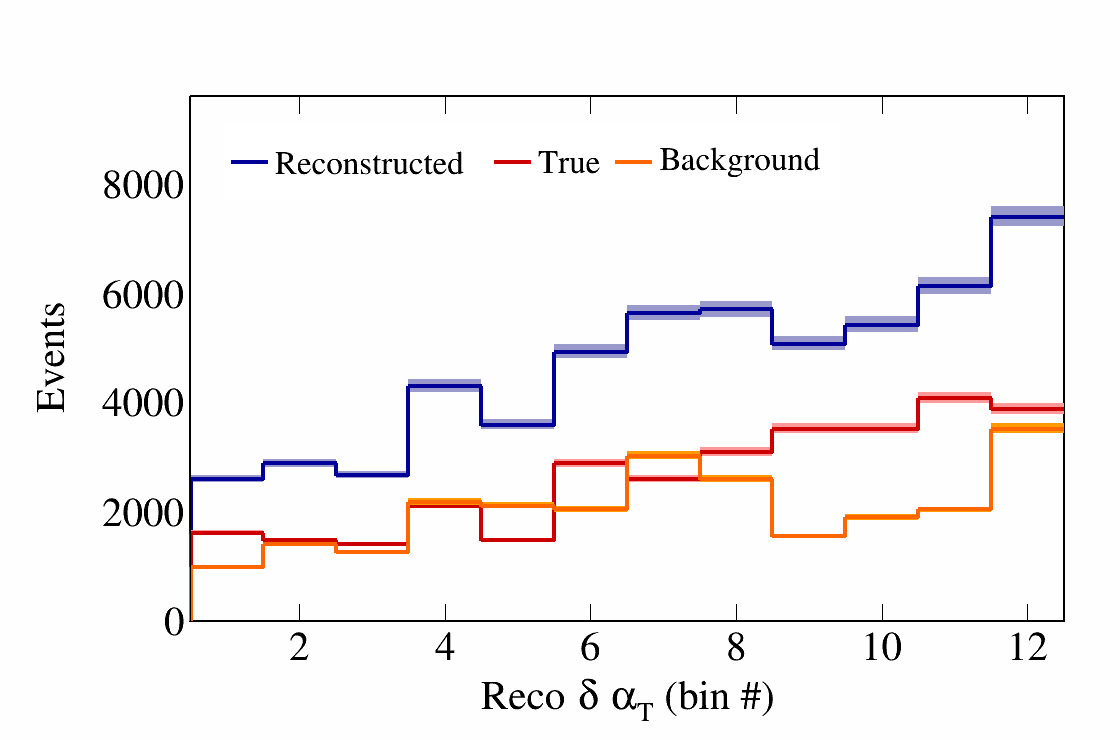 Reconstructed True Background
8000
6000
4000
2000
0
Events
2 4 6 8 10 12
Reco δ α_T (bin #)